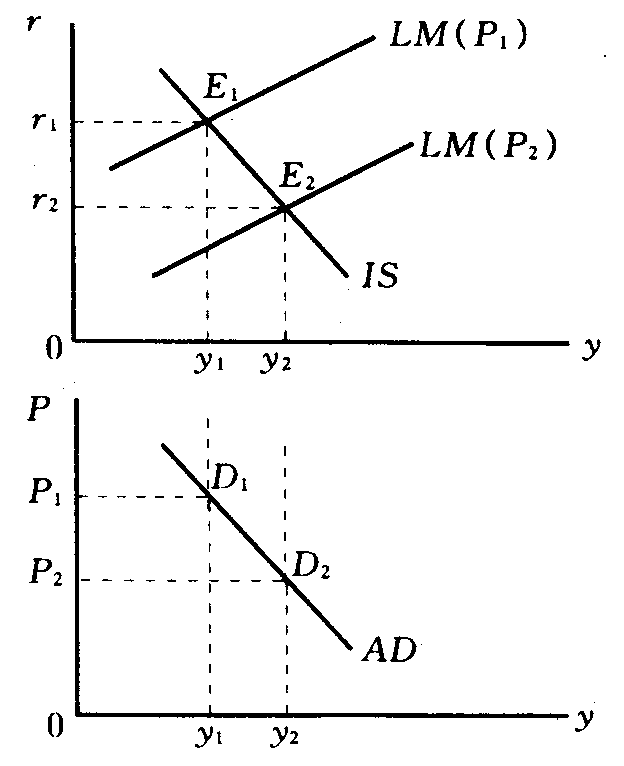 r
LM(P₁)
E₁
r₁
LM(P₂)
E₂
r₂
IS
0
y₁
y₂
y
P
D₁
P₁
D₂
P₂
AD
0
y₁
y₂
y